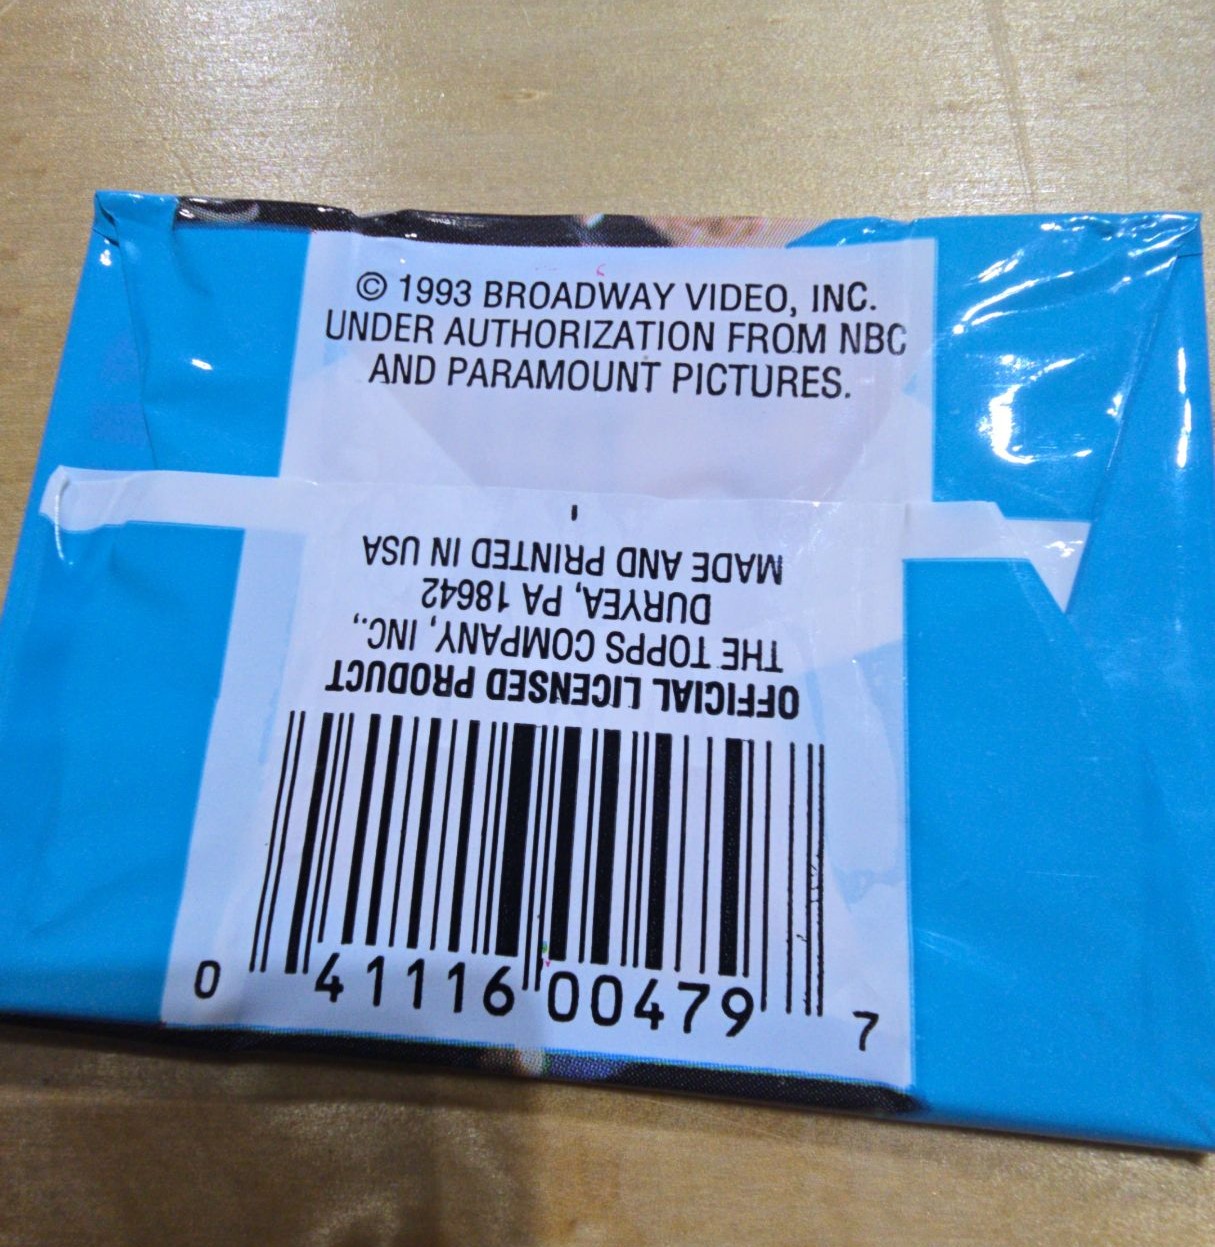 © 1993 BROADWAY VIDEO, INC.
UNDER AUTHORIZATION FROM NBC
AND PARAMOUNT PICTURES.
OFFICIAL LICENSED PRODUCT
THE TOPPS COMPANY, INC.,
DURYEA, PA 18642
MADE AND PRINTED IN USA
0 41116 00479 7